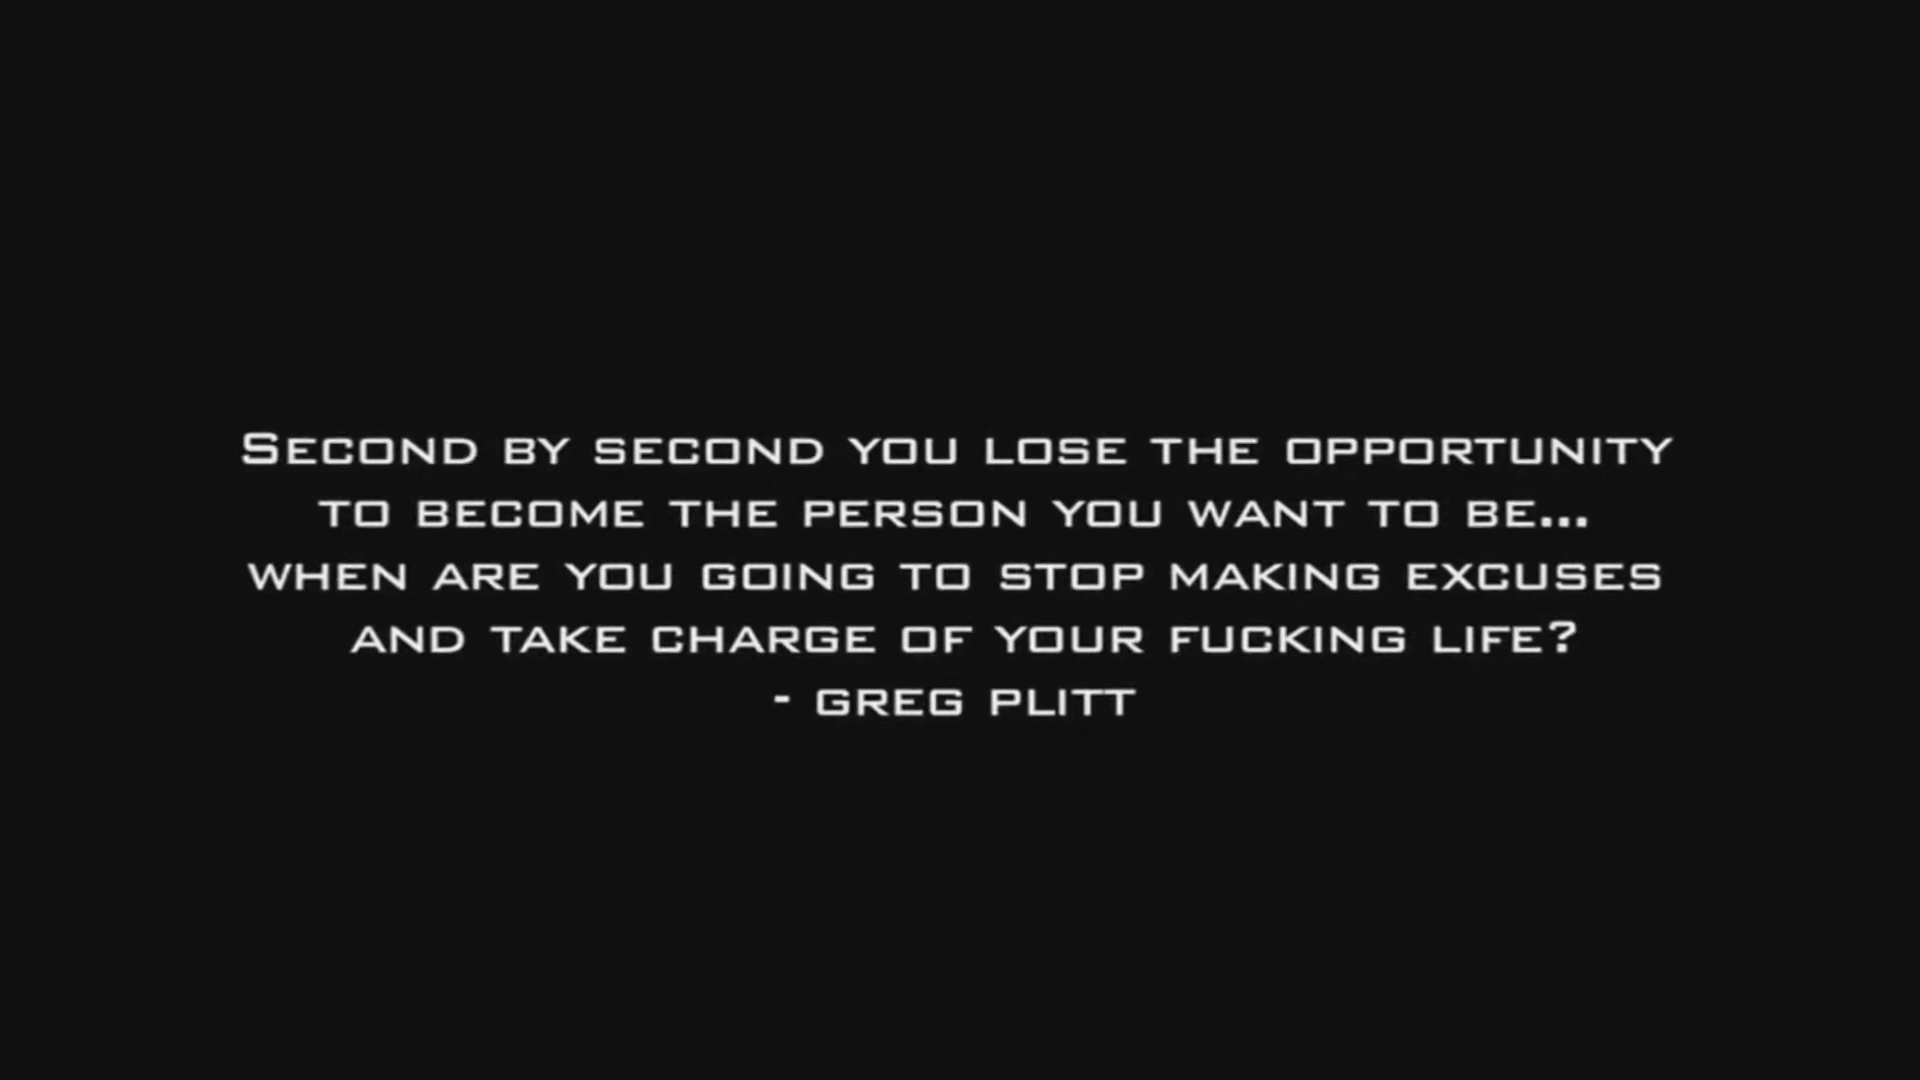 Second by second you lose the opportunity
to become the person you want to be...
when are you going to stop making excuses
and take charge of your fucking life?
- greg plitt